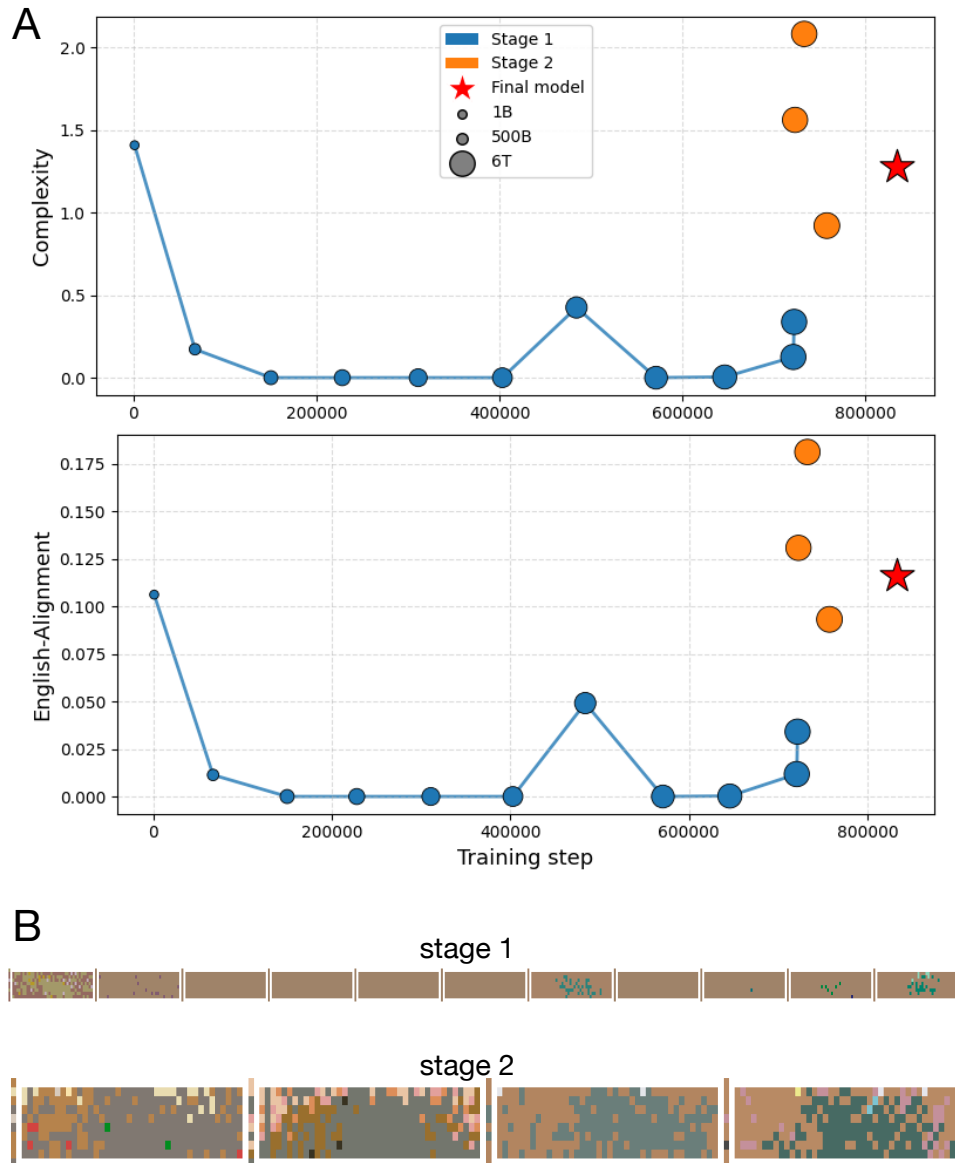 A
Complexity
2.0
1.5
1.0
0.5
0.0
Stage 1
Stage 2
Final model
1B
500B
6T
0 200000 400000 600000 800000
English-Alignment
0.175
0.150
0.125
0.100
0.075
0.050
0.025
0.000
0 200000 400000 600000 800000
Training step
B
stage 1
stage 2